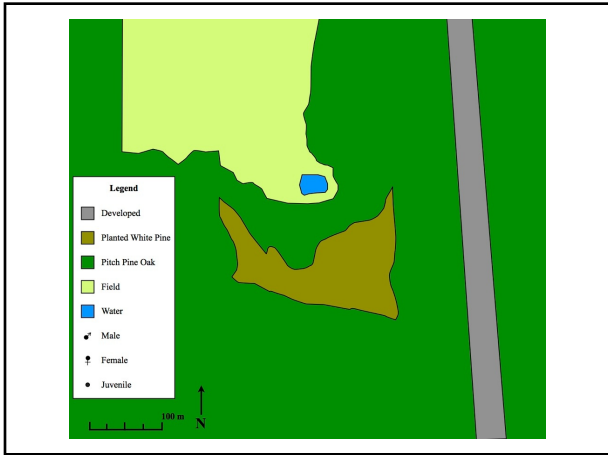 Legend
Developed
Planted White Pine
Pitch Pine Oak
Field
Water
Male
Female
Juvenile
100 m
N